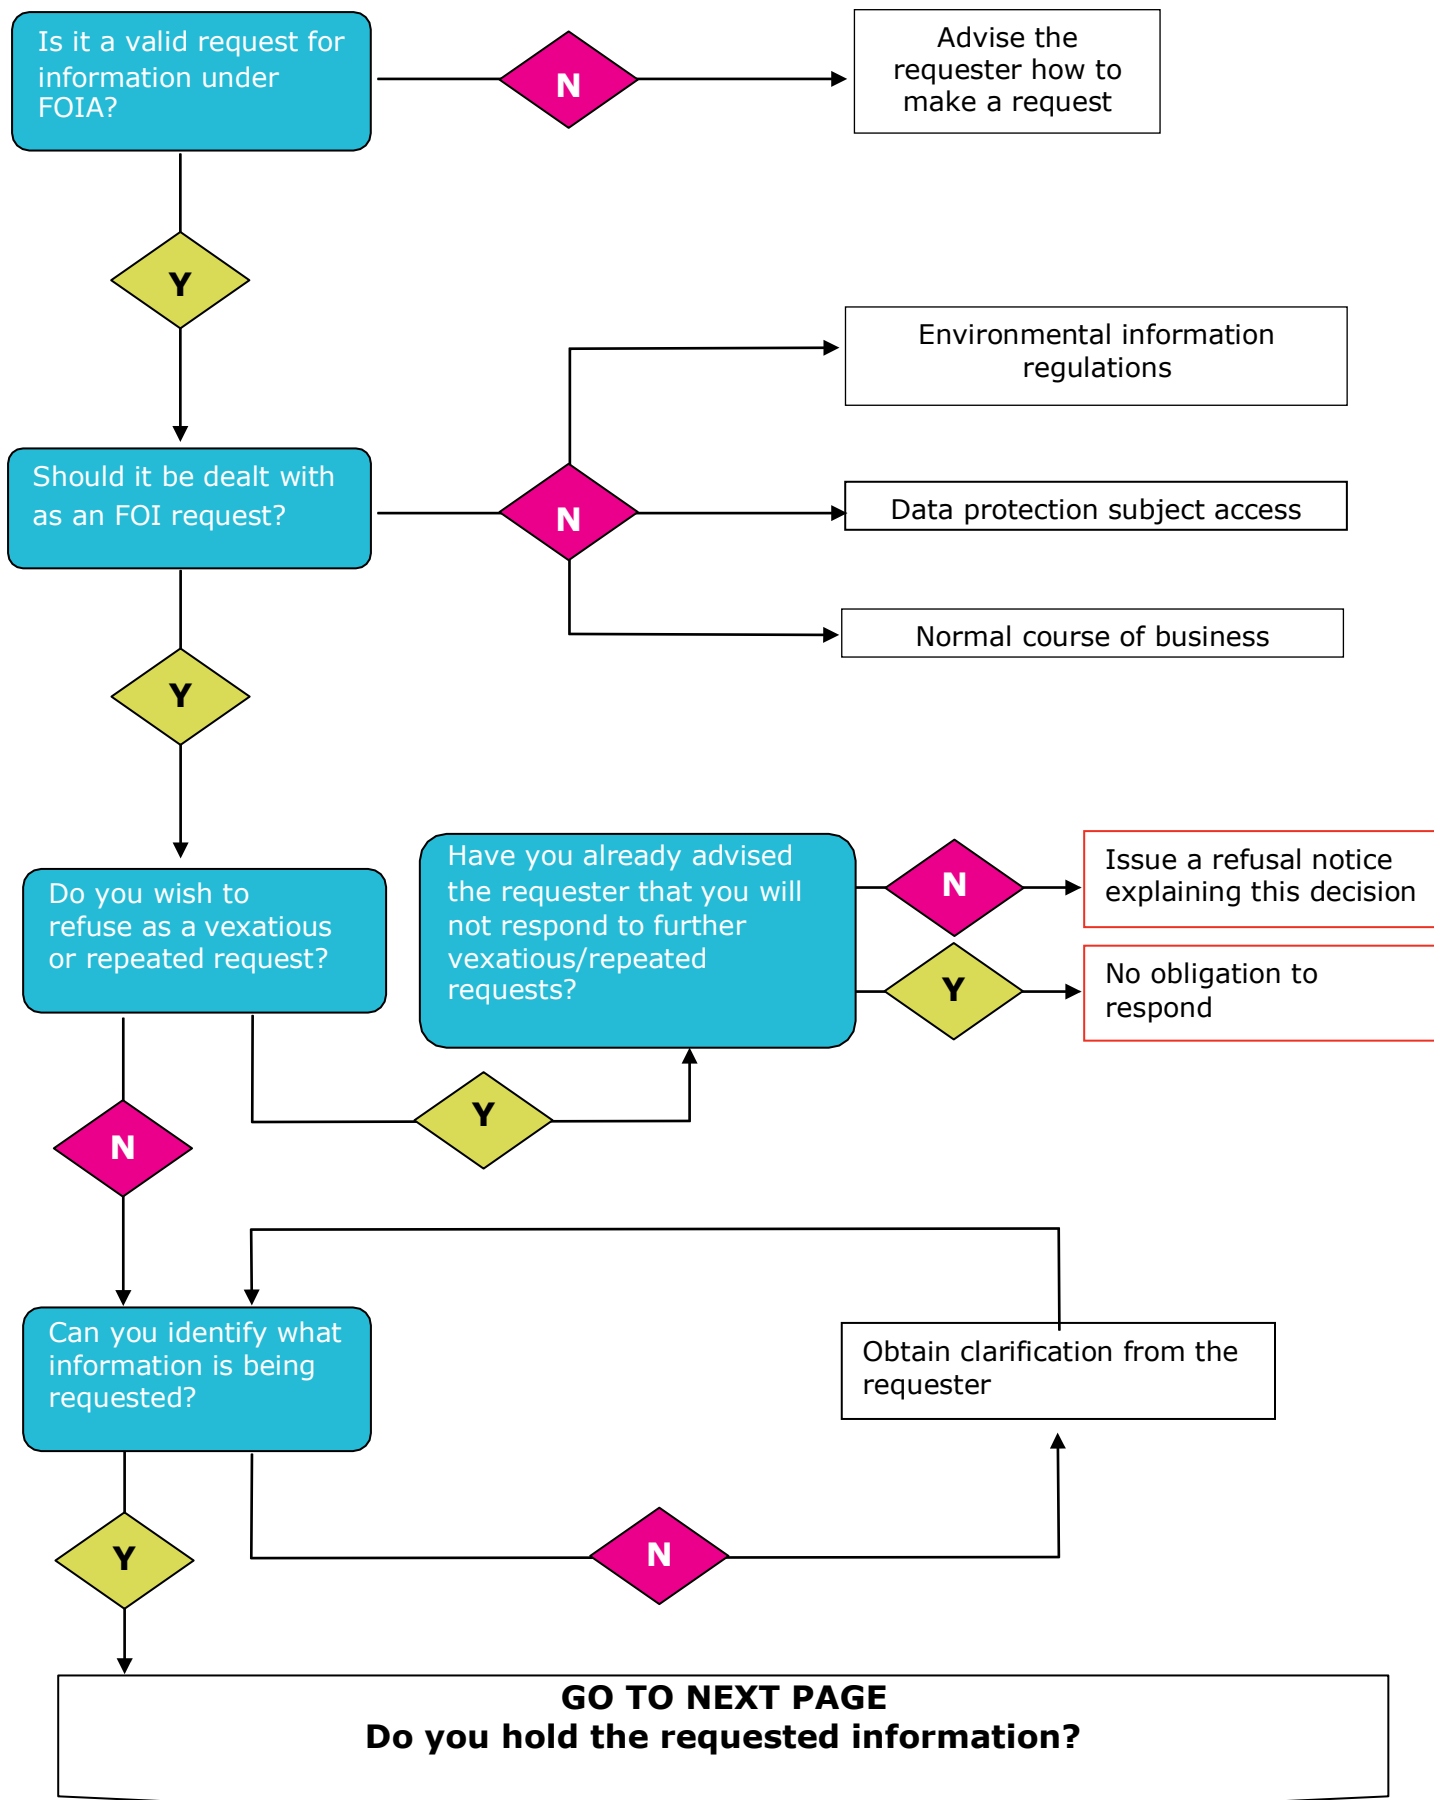 Is it a valid request for
information under
FOIA?
N
Advise the
requester how to
make a request
Y
Environmental information
regulations
Should it be dealt with
as an FOI request?
N
Data protection subject access
Normal course of business
Y
Do you wish to
refuse as a vexatious
or repeated request?
Have you already advised
the requester that you will
not respond to further
vexatious/repeated
requests?
N
Issue a refusal notice
explaining this decision
Y
No obligation to
respond
Y
N
Can you identify what
information is being
requested?
Obtain clarification from the
requester
Y
N
GO TO NEXT PAGE
Do you hold the requested information?